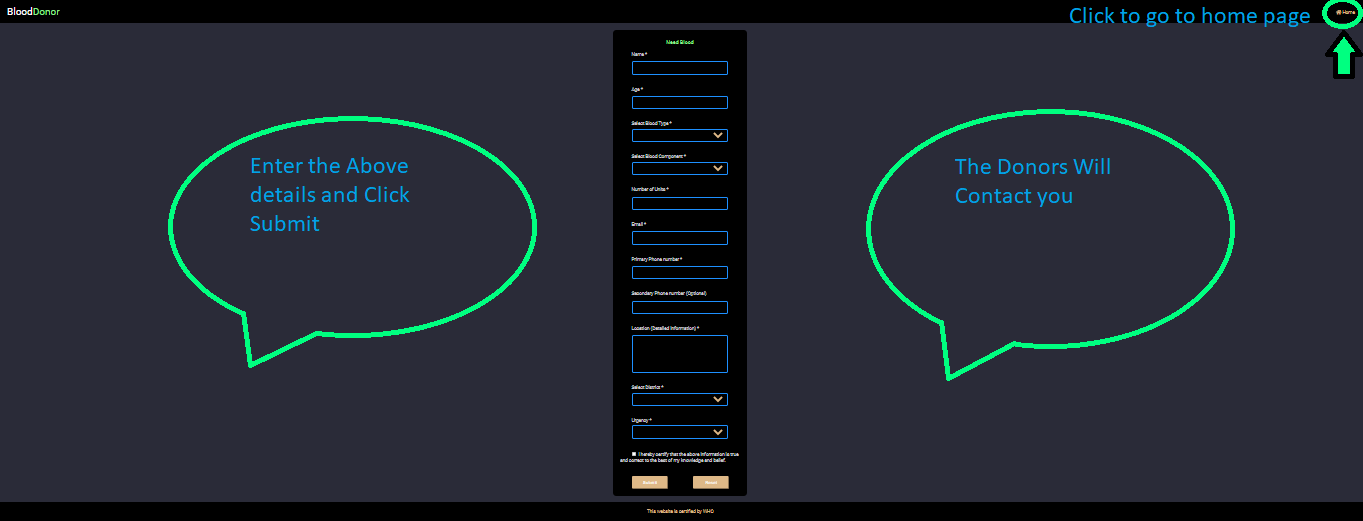 BloodDonor
Click to go to home page
Home
Need Blood
Name *
Age *
Select Blood Type *
Select Blood Component *
Number of Units *
Email *
Primary Phone number *
Secondary Phone number (Optional)
Location (Detailed Information) *
Select District *
Urgency *
I hereby certify that the above information is true
and correct to the best of my knowledge and belief.
Submit Reset
Enter the Above
details and Click
Submit
The Donors Will
Contact you
This website is certified by WHO